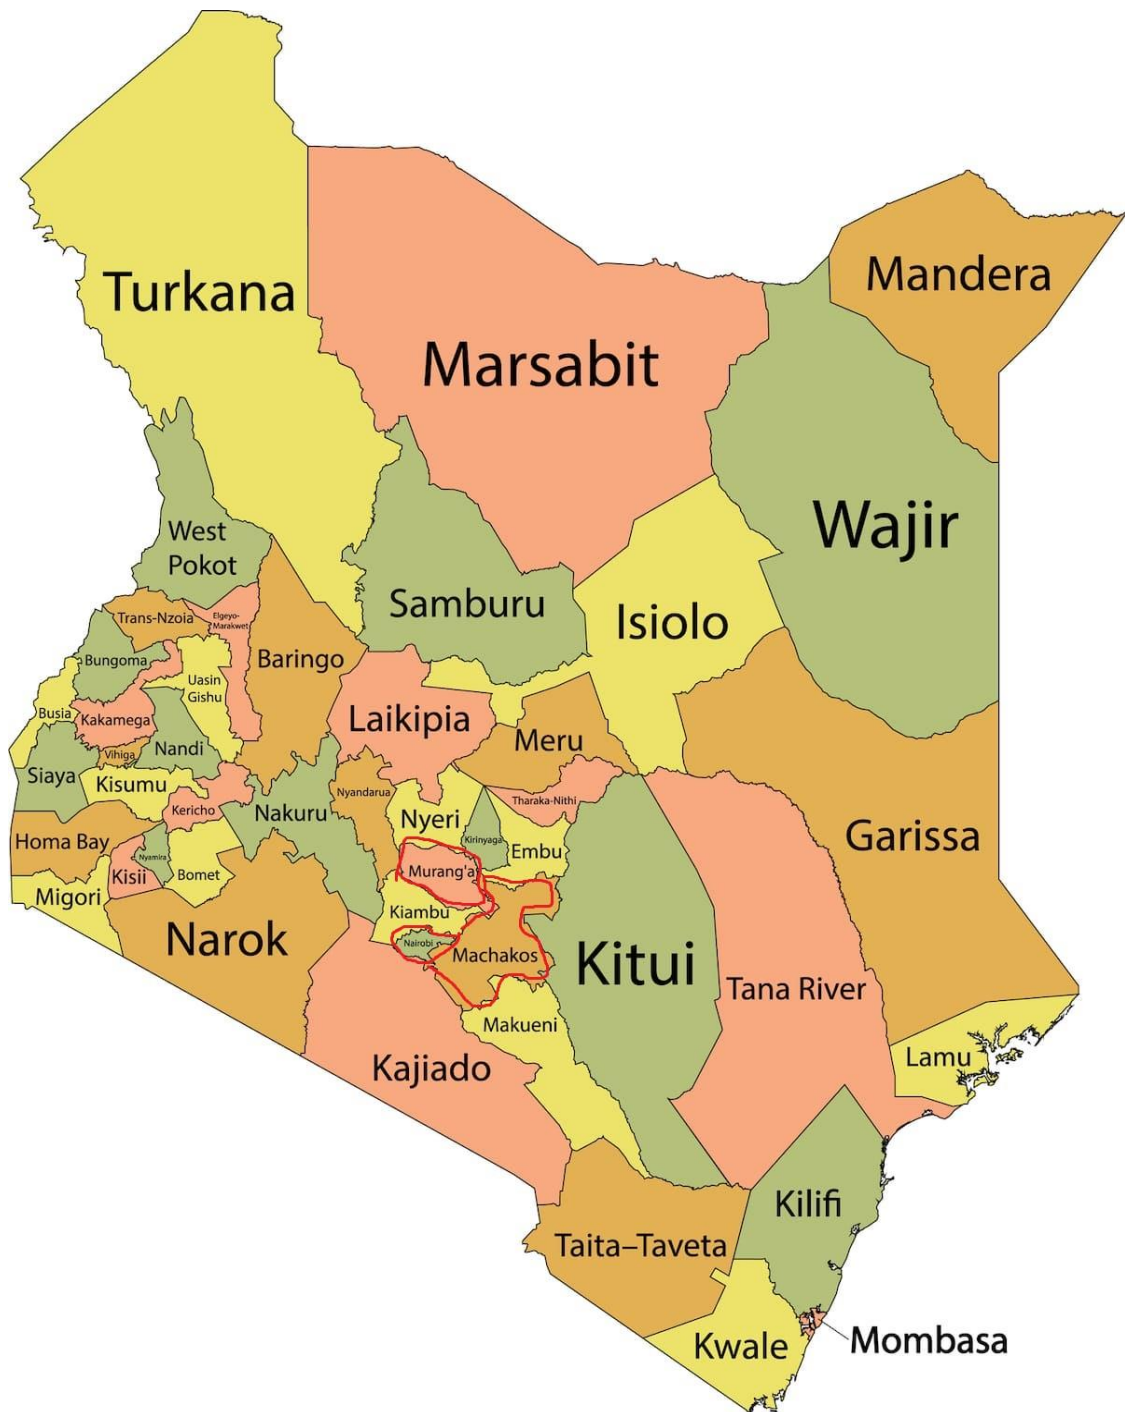 Turkana
Mandera
Marsabit
Wajir
West
Pokot
Samburu
Isiolo
Trans-Nzoia
Elgeyo-
Marakwet
Bungoma
Baringo
Uasin
Gishu
Busia
Kakamega
Laikipia
Meru
Nandi
Vihiga
Siaya
Kisumu
Nyandarua
Tharaka-Nithi
Kericho
Nakuru
Nyeri
Garissa
Homa Bay
Kirinyaga
Embu
Nyamira
Murang'a
Kisii
Bomet
Migori
Kiambu
Narok
Nairobi
Machakos
Kitui
Tana River
Makueni
Lamu
Kajiado
Kilifi
Taita–Taveta
Mombasa
Kwale